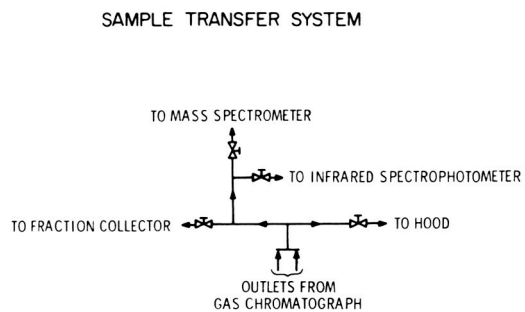 SAMPLE TRANSFER SYSTEM
TO MASS SPECTROMETER
TO INFRARED SPECTROPHOTOMETER
TO FRACTION COLLECTOR
TO HOOD
OUTLETS FROM
GAS CHROMATOGRAPH